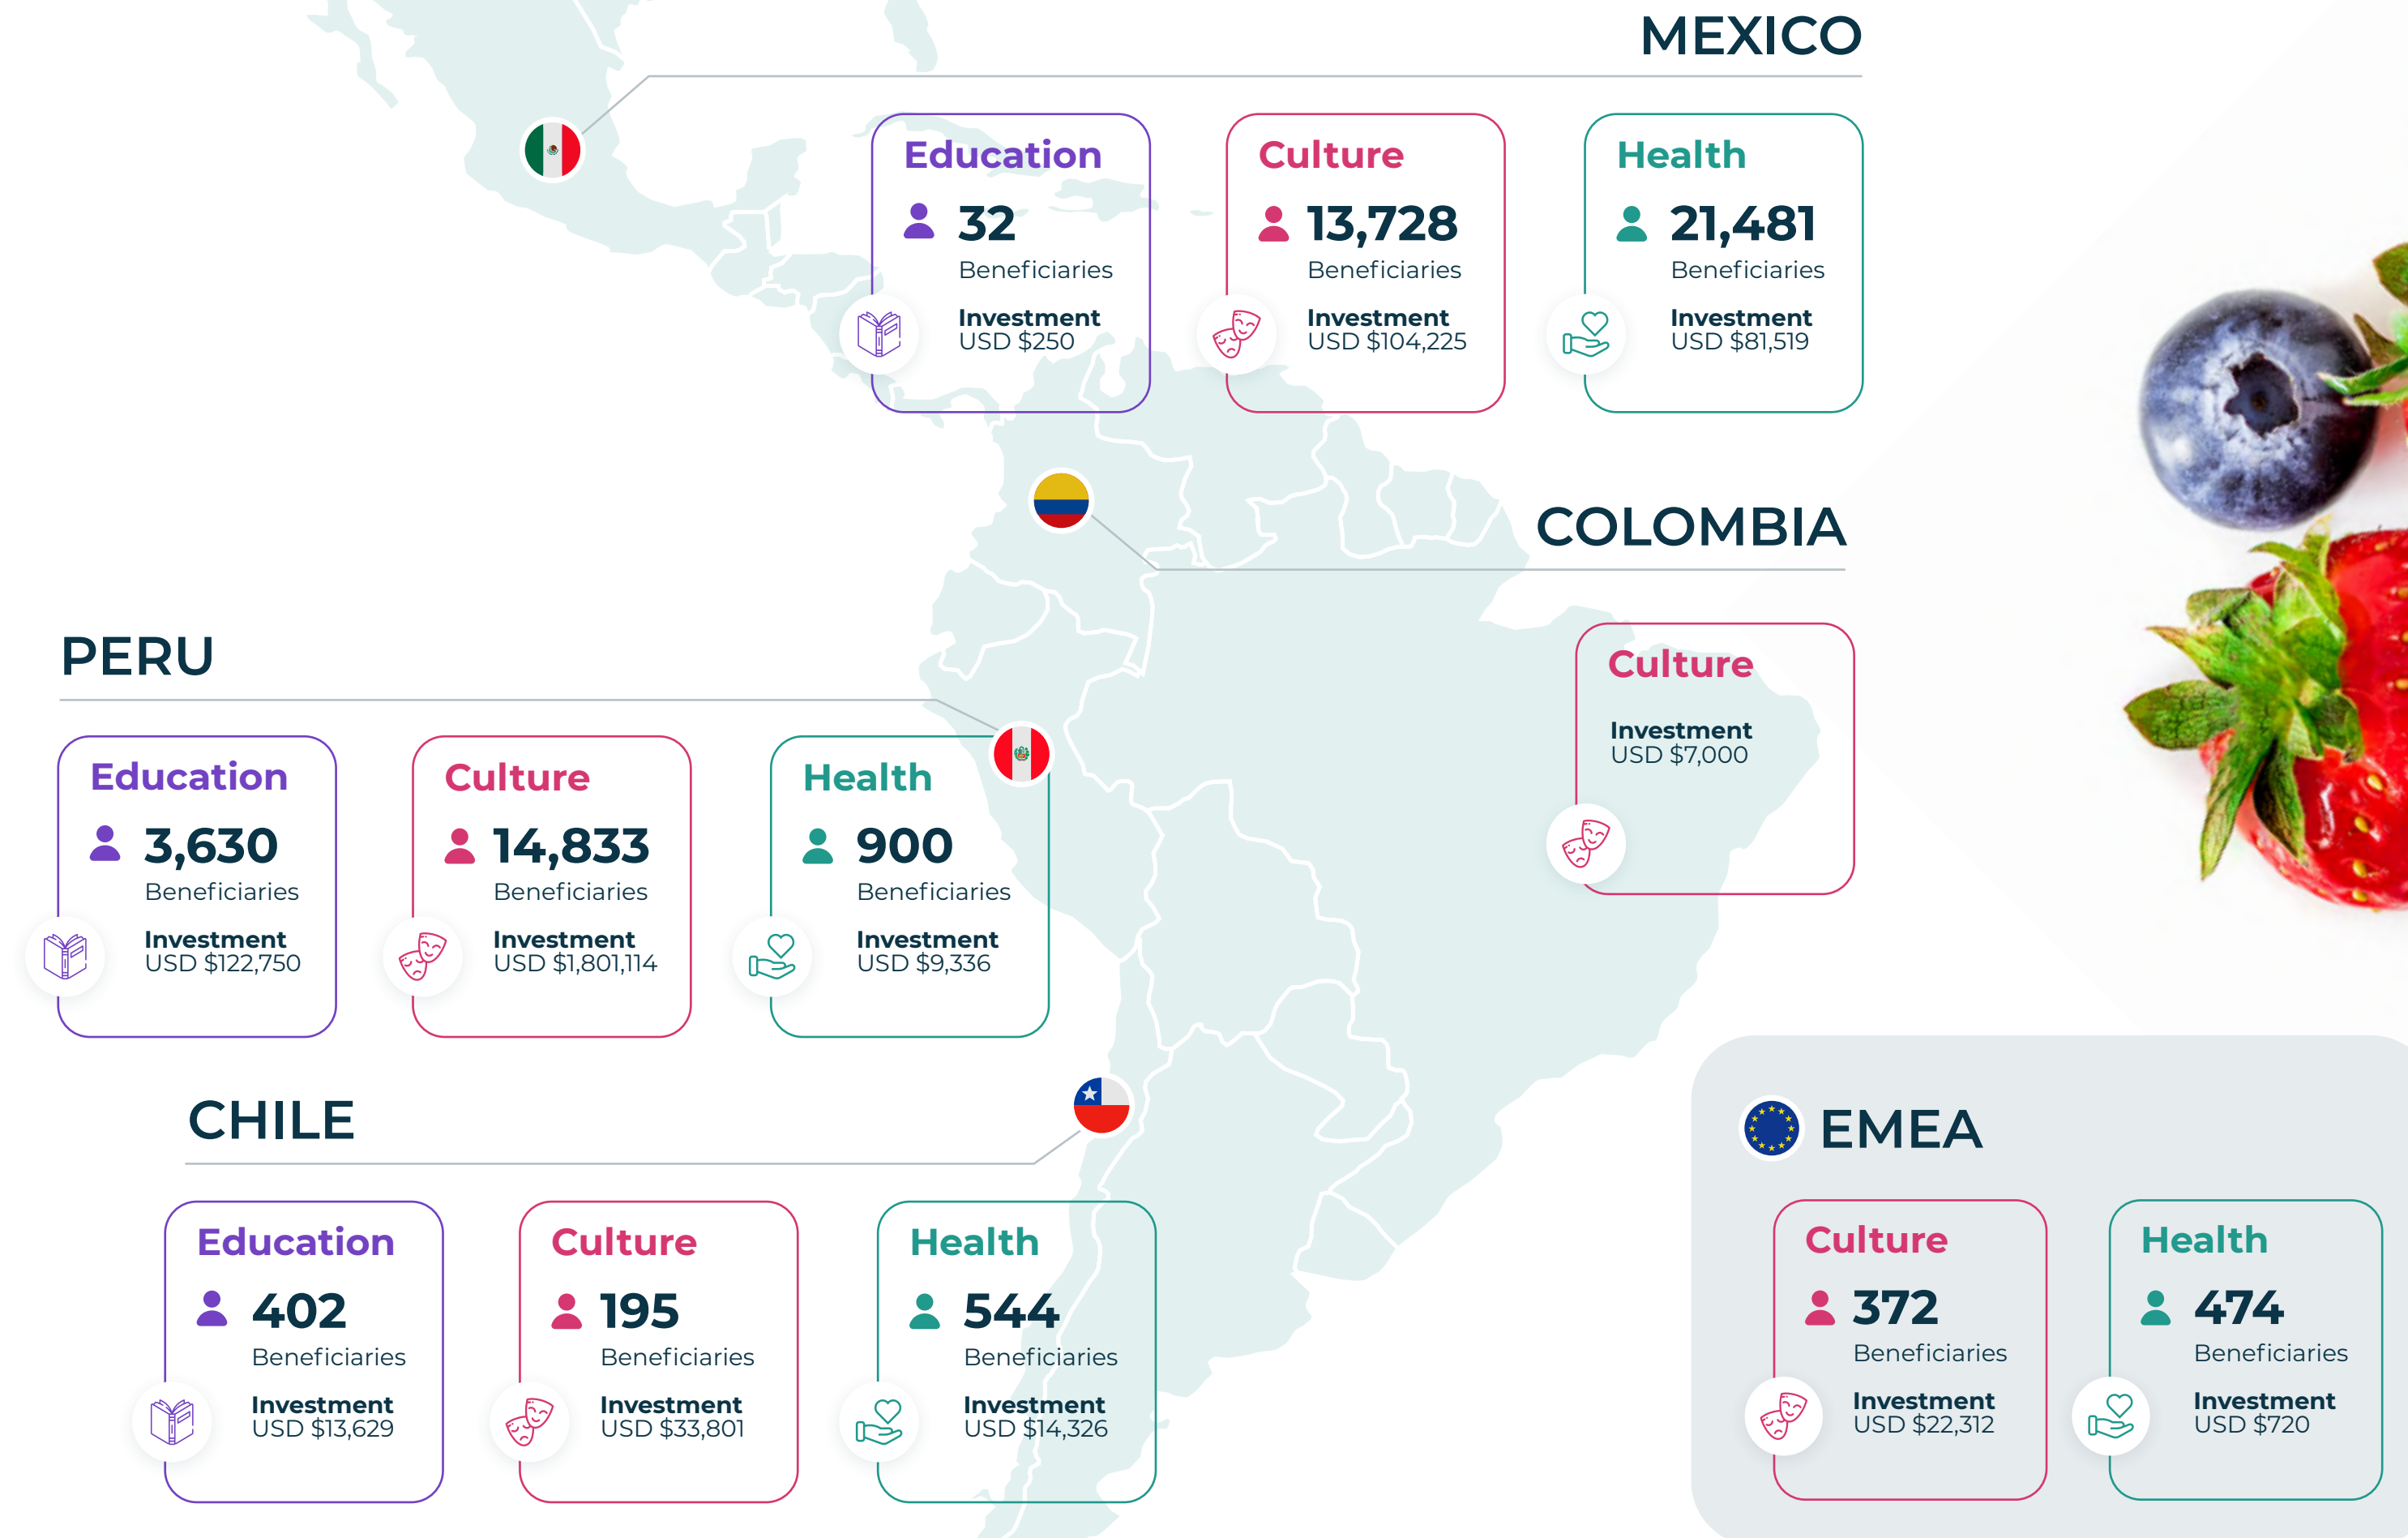 MEXICO
Education
32
Beneficiaries
Investment
USD $250
Culture
13,728
Beneficiaries
Investment
USD $104,225
Health
21,481
Beneficiaries
Investment
USD $81,519
COLOMBIA
Culture
Investment
USD $7,000
PERU
Education
3,630
Beneficiaries
Investment
USD $122,750
Culture
14,833
Beneficiaries
Investment
USD $1,801,114
Health
900
Beneficiaries
Investment
USD $9,336
CHILE
Education
402
Beneficiaries
Investment
USD $13,629
Culture
195
Beneficiaries
Investment
USD $33,801
Health
544
Beneficiaries
Investment
USD $14,326
EMEA
Culture
372
Beneficiaries
Investment
USD $22,312
Health
474
Beneficiaries
Investment
USD $720